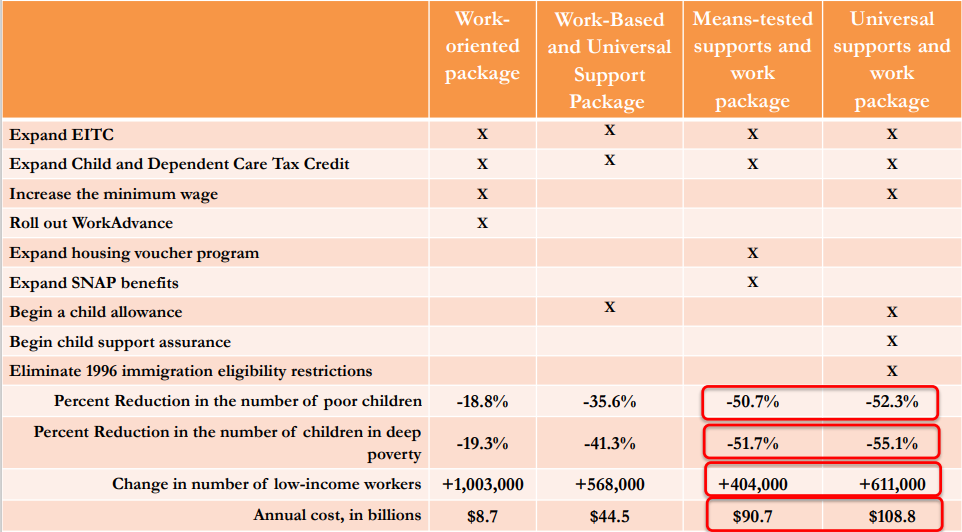 Work-oriented package Work-Based and Universal Support Package Means-tested supports and work package Universal supports and work package
Expand EITC X X X X
Expand Child and Dependent Care Tax Credit X X X X
Increase the minimum wage X X
Roll out WorkAdvance X
Expand housing voucher program X
Expand SNAP benefits X
Begin a child allowance X X
Begin child support assurance X
Eliminate 1996 immigration eligibility restrictions X
Percent Reduction in the number of poor children -18.8% -35.6% -50.7% -52.3%
Percent Reduction in the number of children in deep poverty -19.3% -41.3% -51.7% -55.1%
Change in number of low-income workers +1,003,000 +568,000 +404,000 +611,000
Annual cost, in billions $8.7 $44.5 $90.7 $108.8